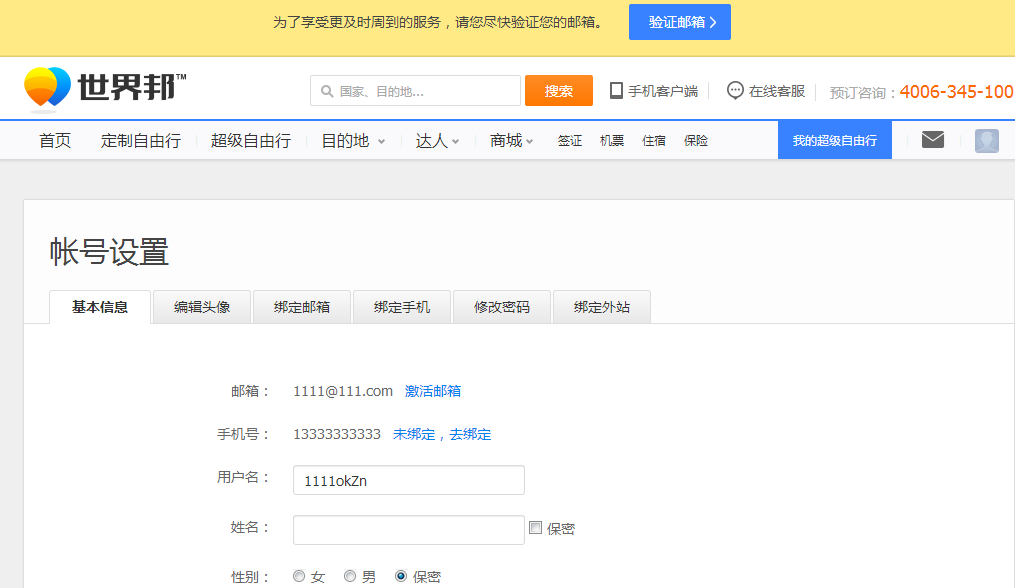 为了享受更及时周到的服务，请您尽快验证您的邮箱。 验证邮箱
世界邦™ 国家、目的地... 搜索 手机客户端 在线客服 预订咨询：4006-345-100
首页 定制自由行 超级自由行 目的地 达人 商城 签证 机票 住宿 保险 我的超级自由行
帐号设置
基本信息 编辑头像 绑定邮箱 绑定手机 修改密码 绑定外站
邮箱： 1111@111.com 激活邮箱
手机号： 13333333333 未绑定，去绑定
用户名： 1111okZn
姓名： 保密
性别： 女 男 保密